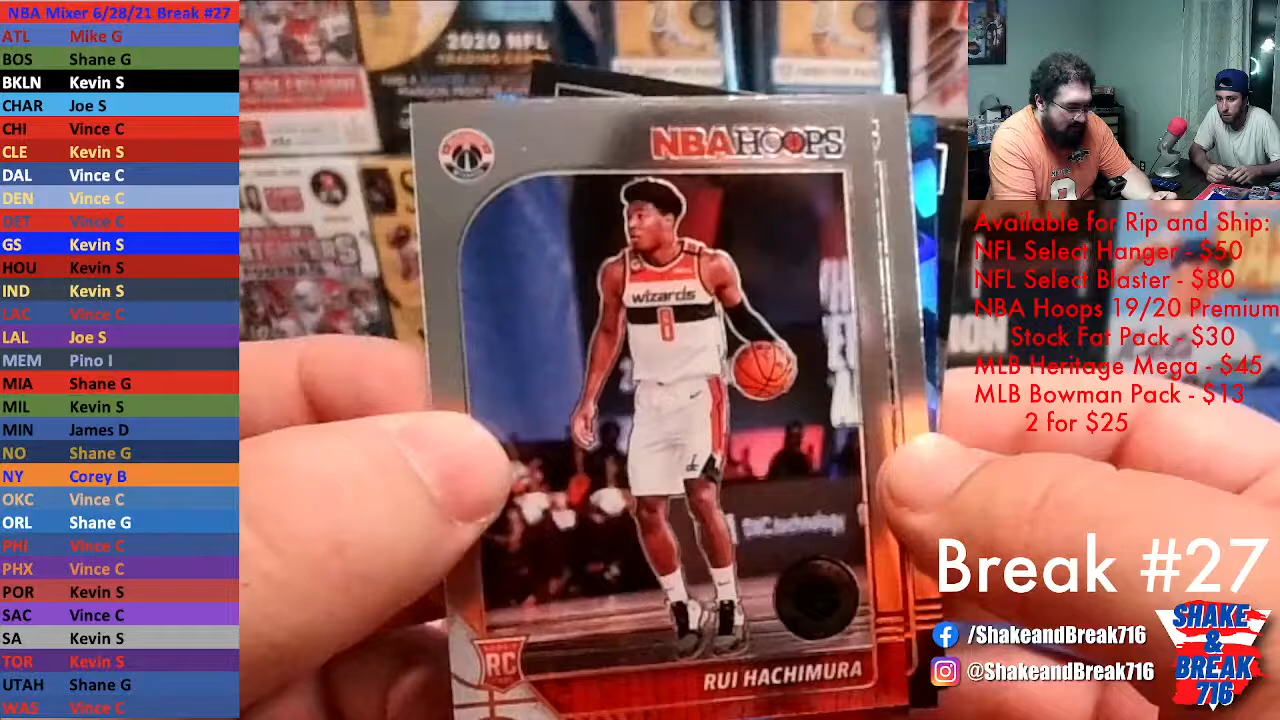 NBA Mixer 6/28/21 Break #27
ATL Mike G
BOS Shane G
BKLN Kevin S
CHAR Joe S
CHI Vince C
CLE Kevin S
DAL Vince C
DEN Vince C
DET Vince C
GS Kevin S
HOU Kevin S
IND Kevin S
LAC Vince C
LAL Joe S
MEM Pino I
MIA Shane G
MIL Kevin S
MIN James D
NO Shane G
NY Corey B
OKC Vince C
ORL Shane G
PHI Vince C
PHX Vince C
POR Kevin S
SAC Vince C
SA Kevin S
TOR Kevin S
UTAH Shane G
WAS Vince C
2020 NFL
NBA HOOPS
wizards
8
RC
RUI HACHIMURA
Available for Rip and Ship:
NFL Select Hanger - $50
NFL Select Blaster - $80
NBA Hoops 19/20 Premium
Stock Fat Pack - $30
MLB Heritage Mega - $45
MLB Bowman Pack - $13
2 for $25
Break #27
/ShakeandBreak716
@ShakeandBreak716
SHAKE
&
BREAK
716